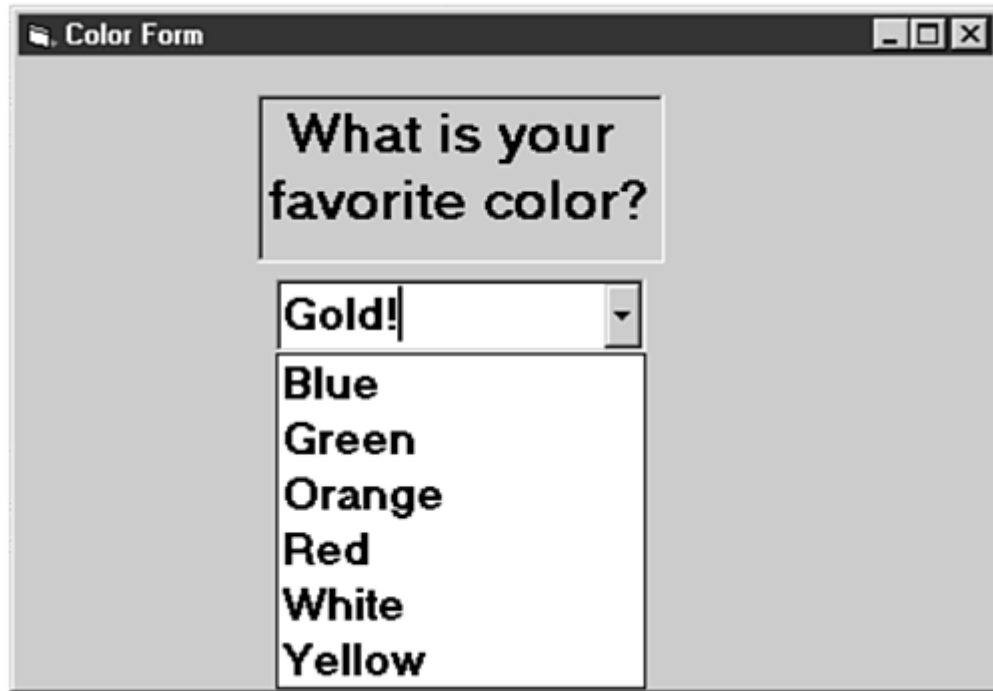 Color Form
What is your
favorite color?
Gold!
Blue
Green
Orange
Red
White
Yellow